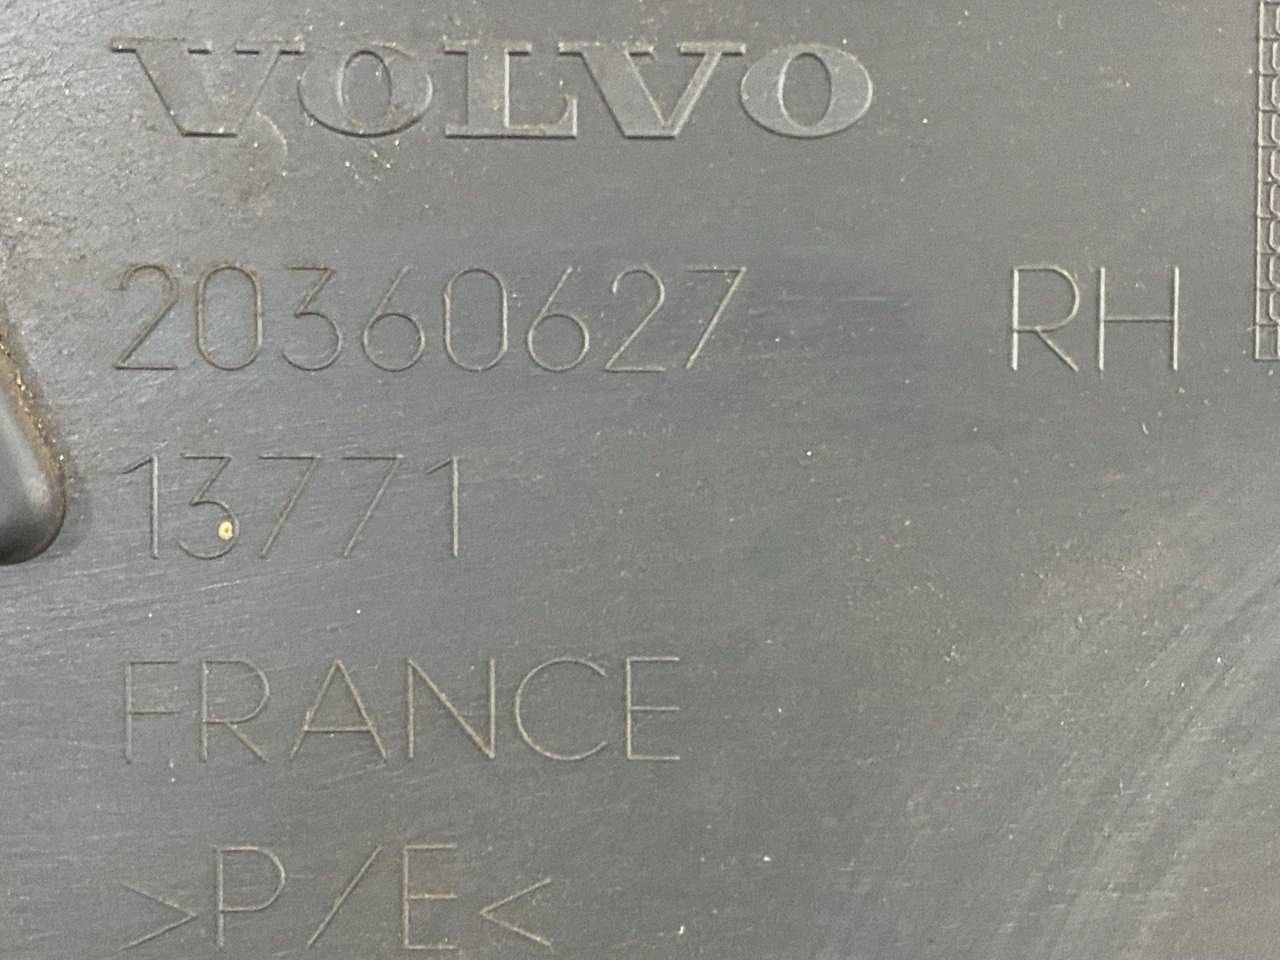 VOLVO
20360627 RH
13771
FRANCE
>P/E<